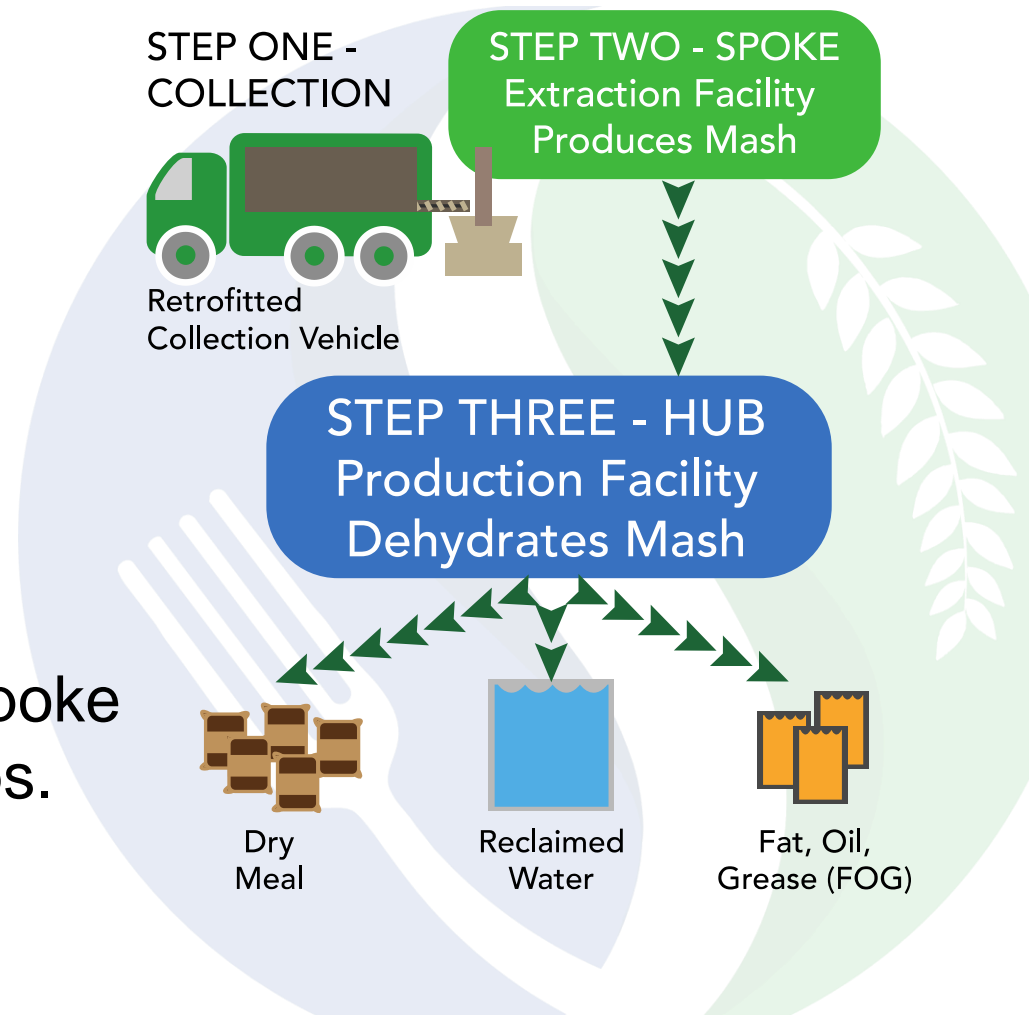 STEP ONE -
COLLECTION
STEP TWO - SPOKE
Extraction Facility
Produces Mash
Retrofitted
Collection Vehicle
STEP THREE - HUB
Production Facility
Dehydrates Mash
Dry
Meal
Reclaimed
Water
Fat, Oil,
Grease (FOG)